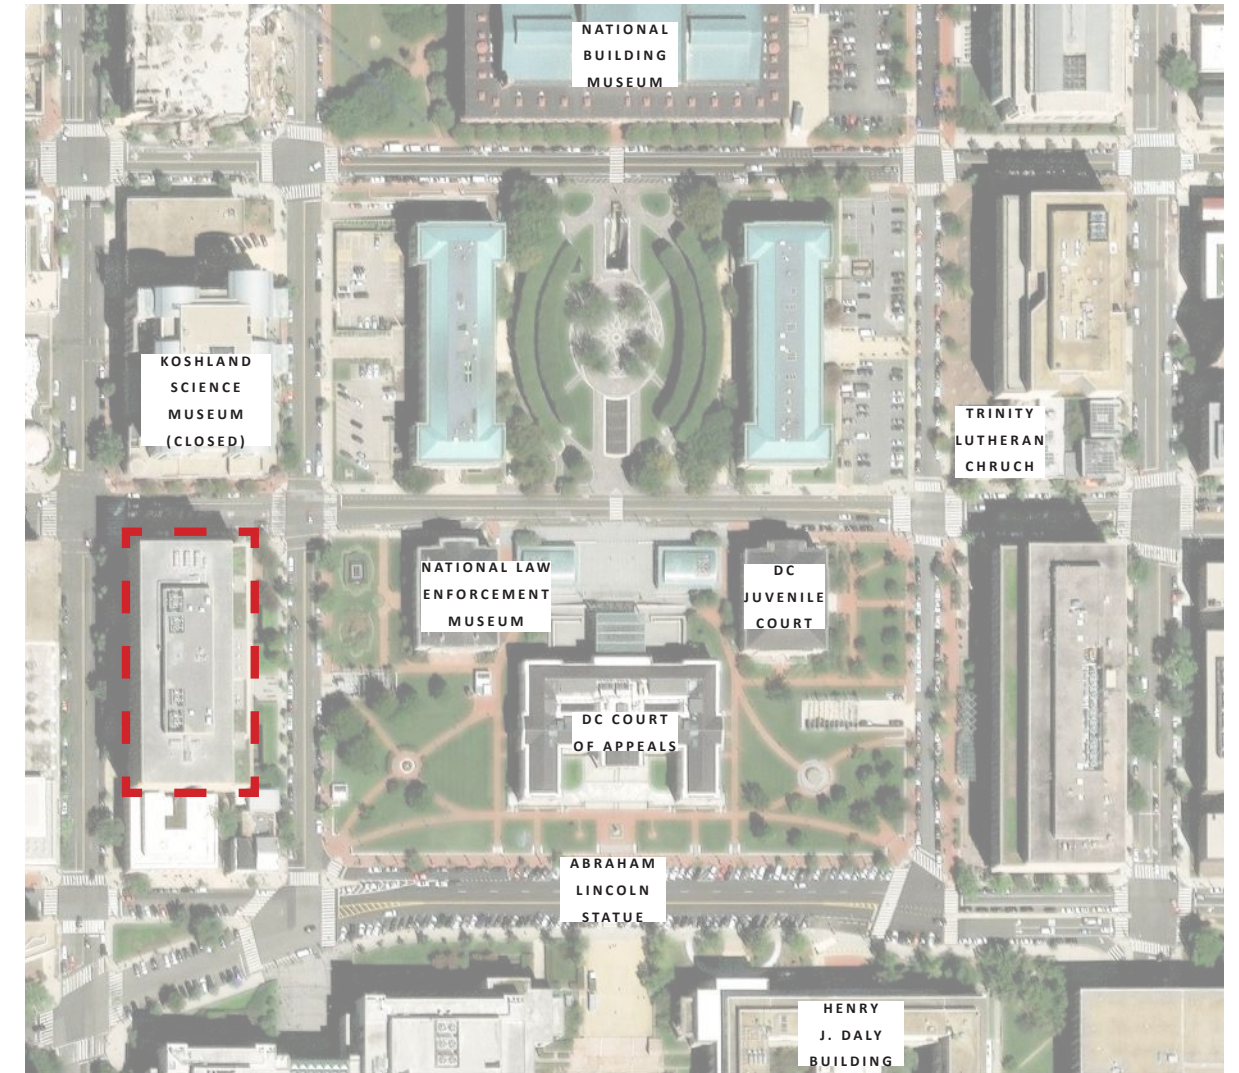 NATIONAL
BUILDING
MUSEUM
KOSHLAND
SCIENCE
MUSEUM
(CLOSED)
TRINITY
LUTHERAN
CHRUCH
NATIONAL LAW
ENFORCEMENT
MUSEUM
DC
JUVENILE
COURT
DC COURT
OF APPEALS
ABRAHAM
LINCOLN
STATUE
HENRY
J. DALY
BUILDING